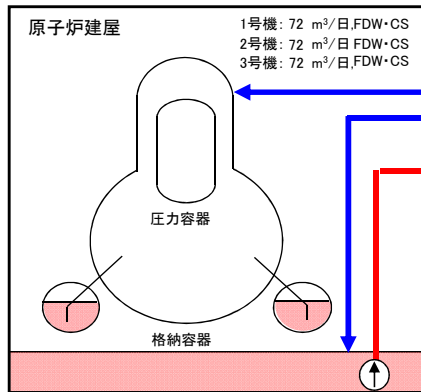 原子炉建屋
1号機: 72 m³/日,FDW・CS
2号機: 72 m³/日 FDW・CS
3号機: 72 m³/日,FDW・CS
圧力容器
格納容器